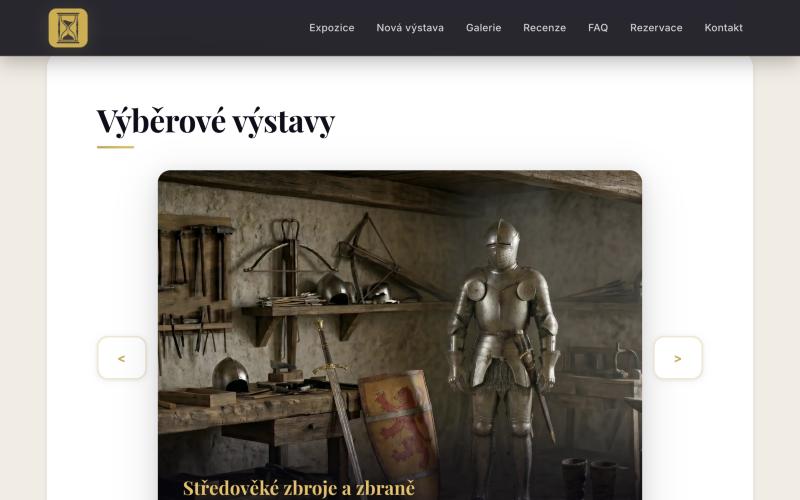 Expozice Nová výstava Galerie Recenze FAQ Rezervace Kontakt
Výběrové výstavy
<
>
Středověké zbroje a zbraně